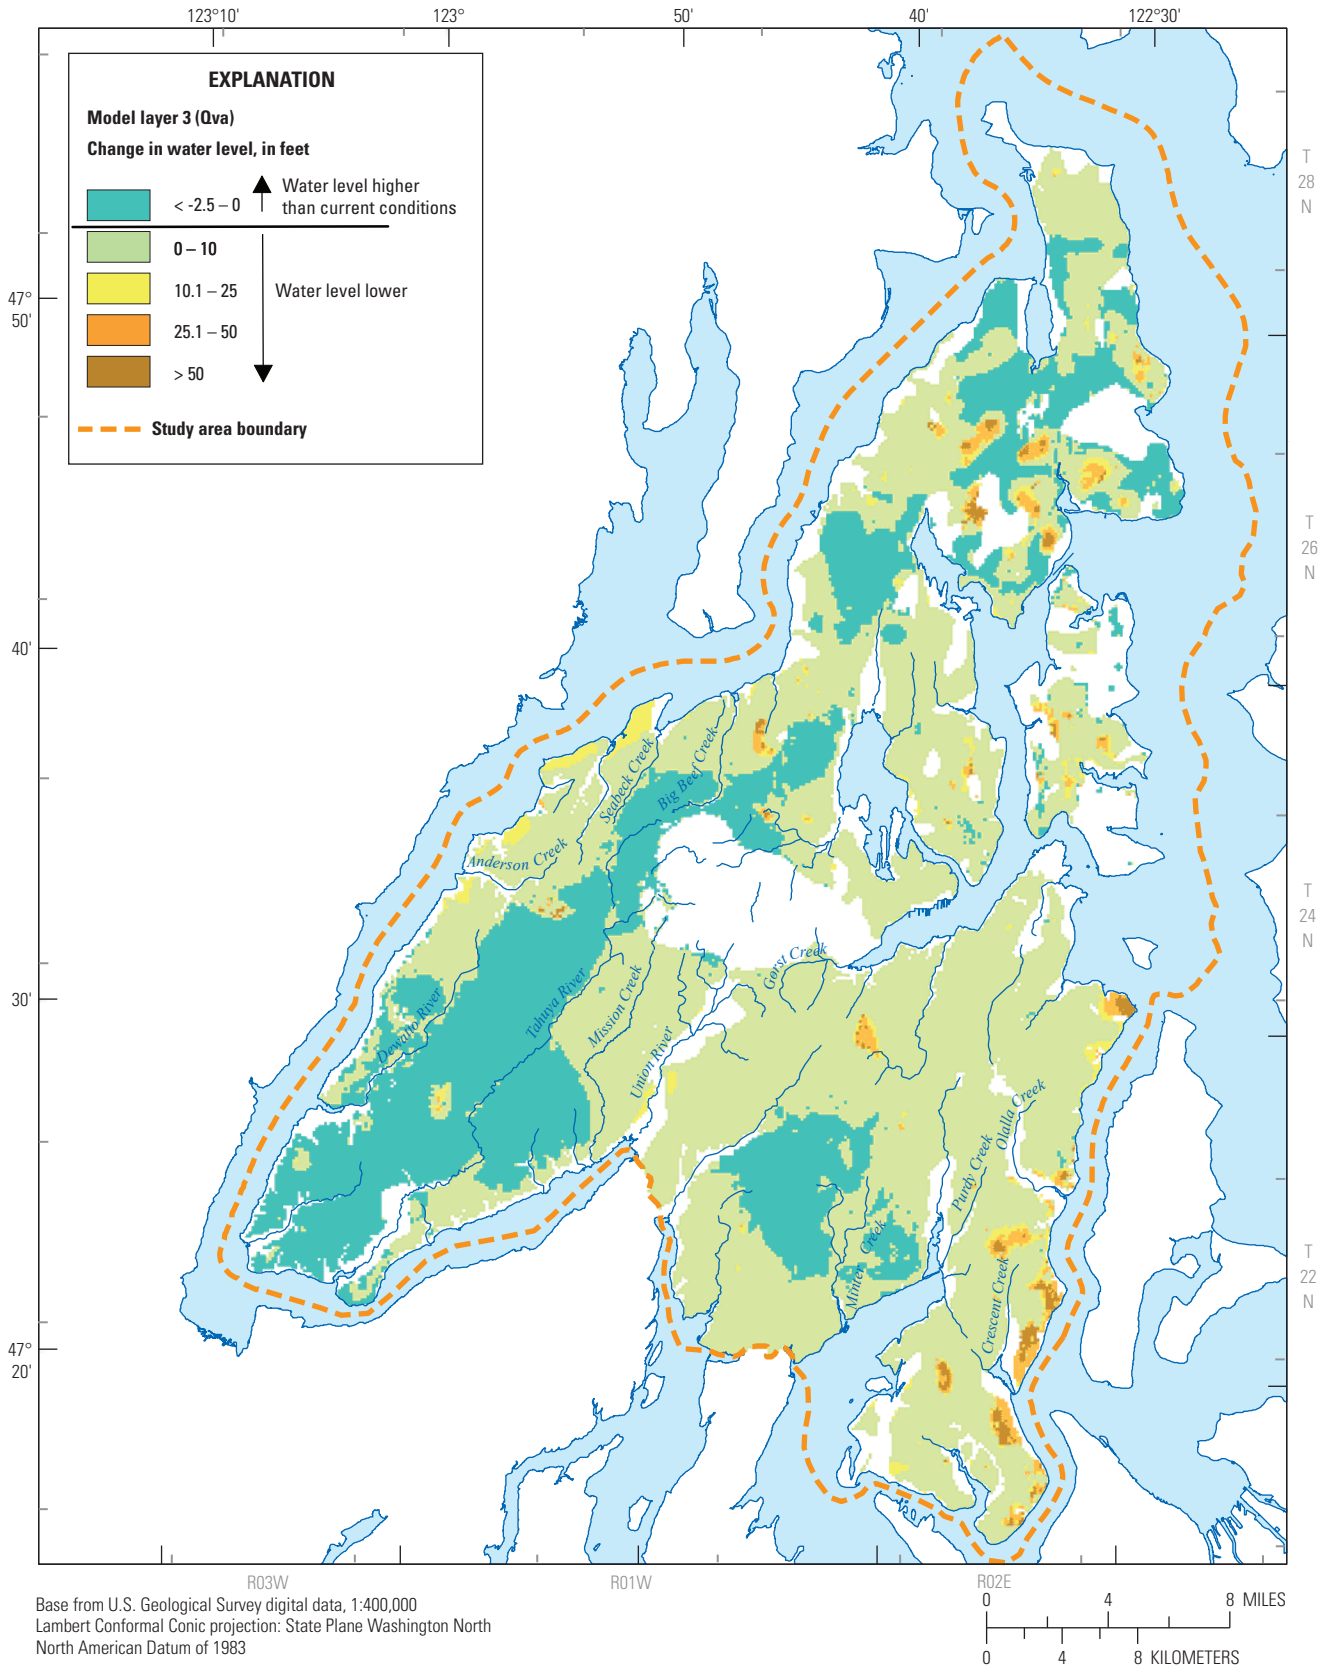 123°10'
123°
50'
40'
122°30'
EXPLANATION
Model layer 3 (Qva)
Change in water level, in feet
< -2.5 – 0
Water level higher
than current conditions
0 – 10
10.1 – 25
Water level lower
25.1 – 50
> 50
Study area boundary
T
28
N
47°
50'
T
26
N
40'
Seabeck Creek
Big Beef Creek
Anderson Creek
T
24
N
Gorst Creek
30'
Dewatto River
Tahuya River
Mission Creek
Union River
Olalla Creek
Purdy Creek
Minter Creek
T
22
N
Crescent Creek
47°
20'
R03W
R01W
R02E
Base from U.S. Geological Survey digital data, 1:400,000
Lambert Conformal Conic projection: State Plane Washington North
North American Datum of 1983
0 4 8 MILES
0 4 8 KILOMETERS